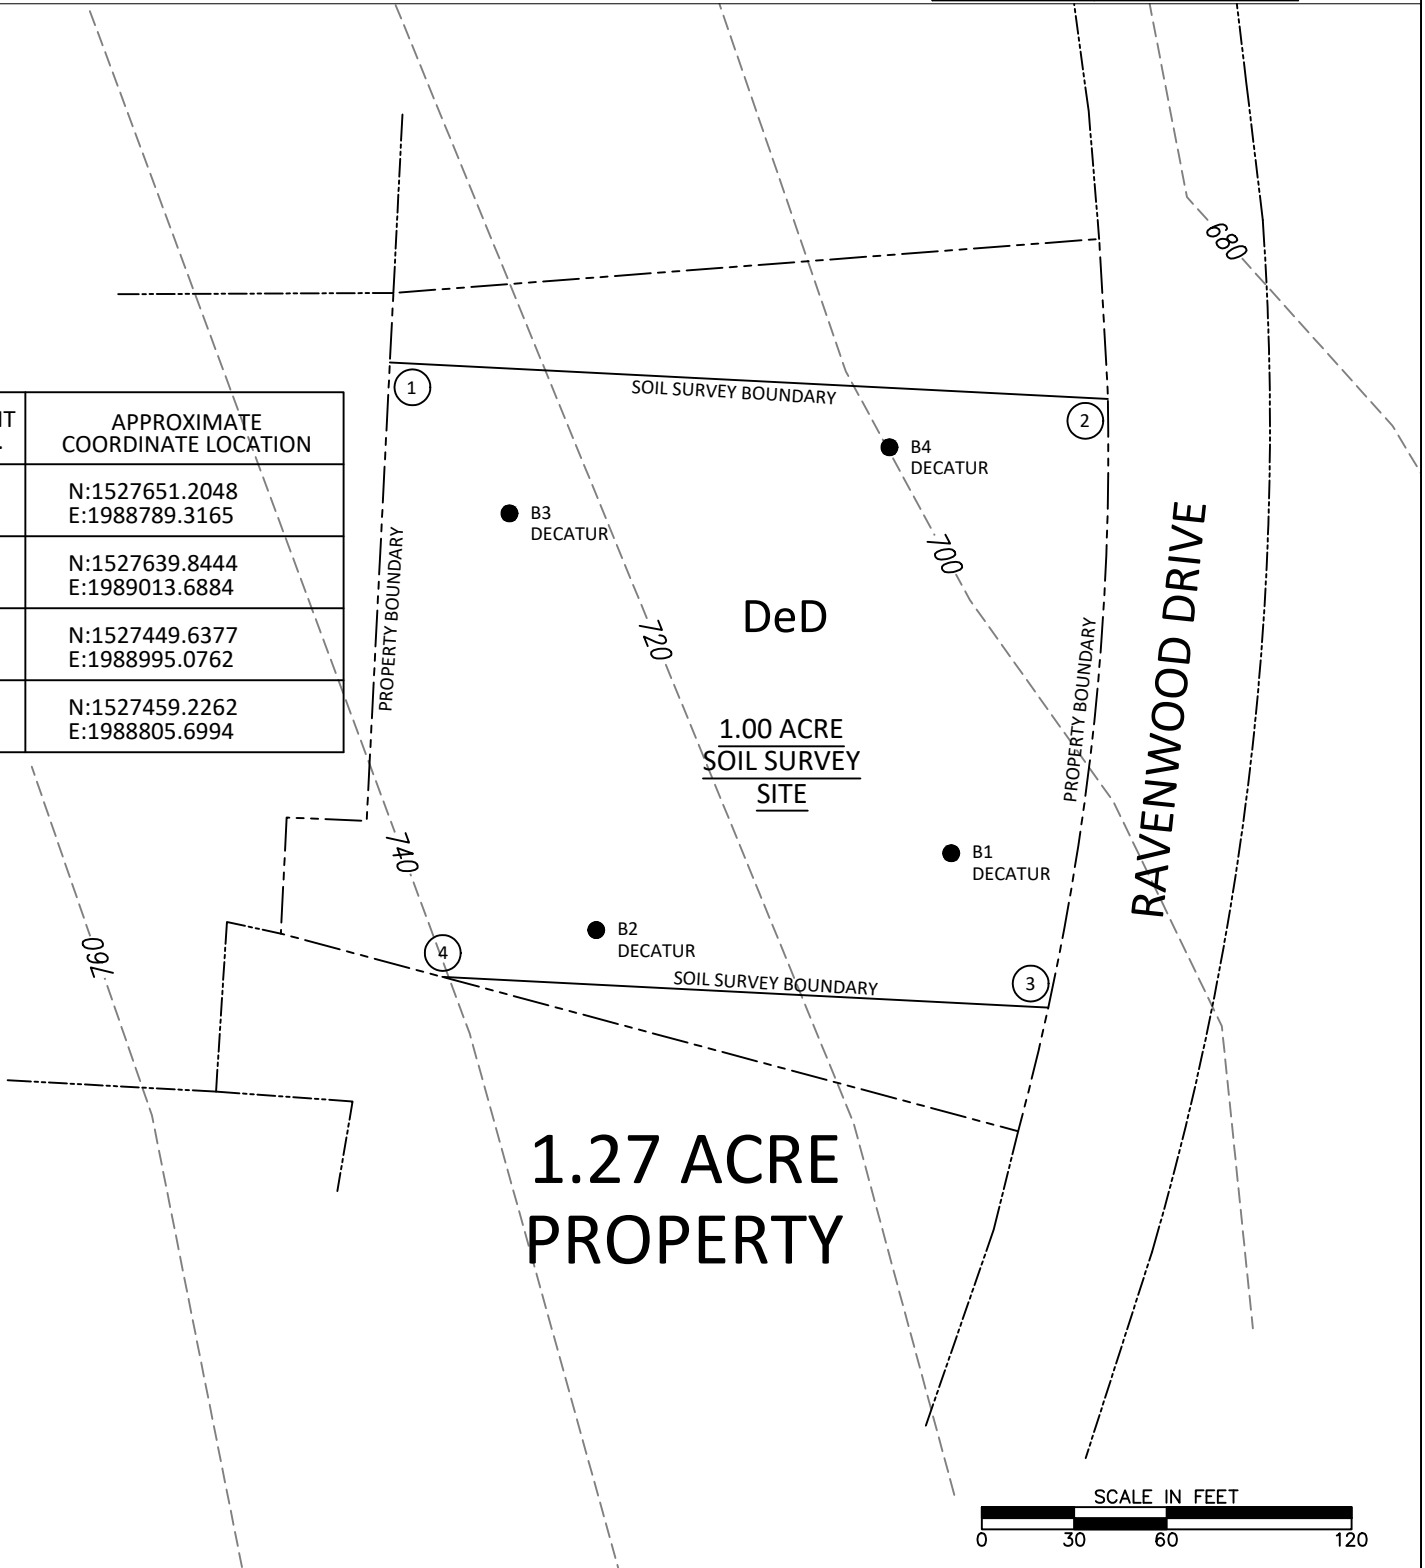 680
1
SOIL SURVEY BOUNDARY
2
APPROXIMATE
COORDINATE LOCATION
N:1527651.2048
E:1988789.3165
N:1527639.8444
E:1989013.6884
N:1527449.6377
E:1988995.0762
N:1527459.2262
E:1988805.6994
B4
DECATUR
B3
DECATUR
PROPERTY BOUNDARY
700
720
DeD
RAVENWOOD DRIVE
PROPERTY BOUNDARY
1.00 ACRE
SOIL SURVEY
SITE
740
B1
DECATUR
B2
DECATUR
760
4
SOIL SURVEY BOUNDARY
3
1.27 ACRE
PROPERTY
SCALE IN FEET
0 30 60 120